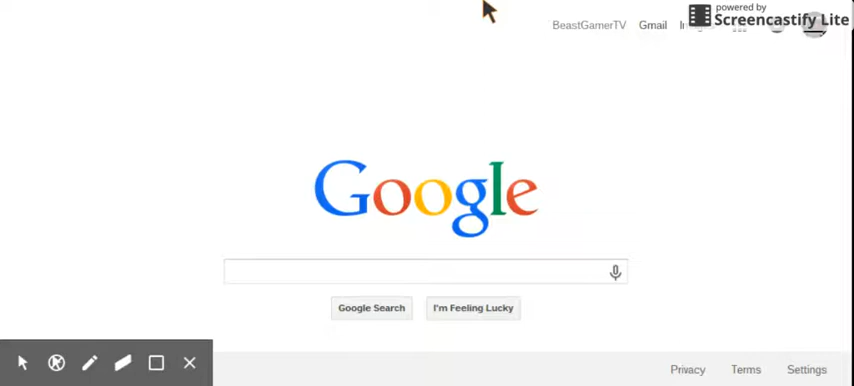 powered by
Screencastify Lite
BeastGamerTV Gmail
Google
Google Search I'm Feeling Lucky
Privacy Terms Settings